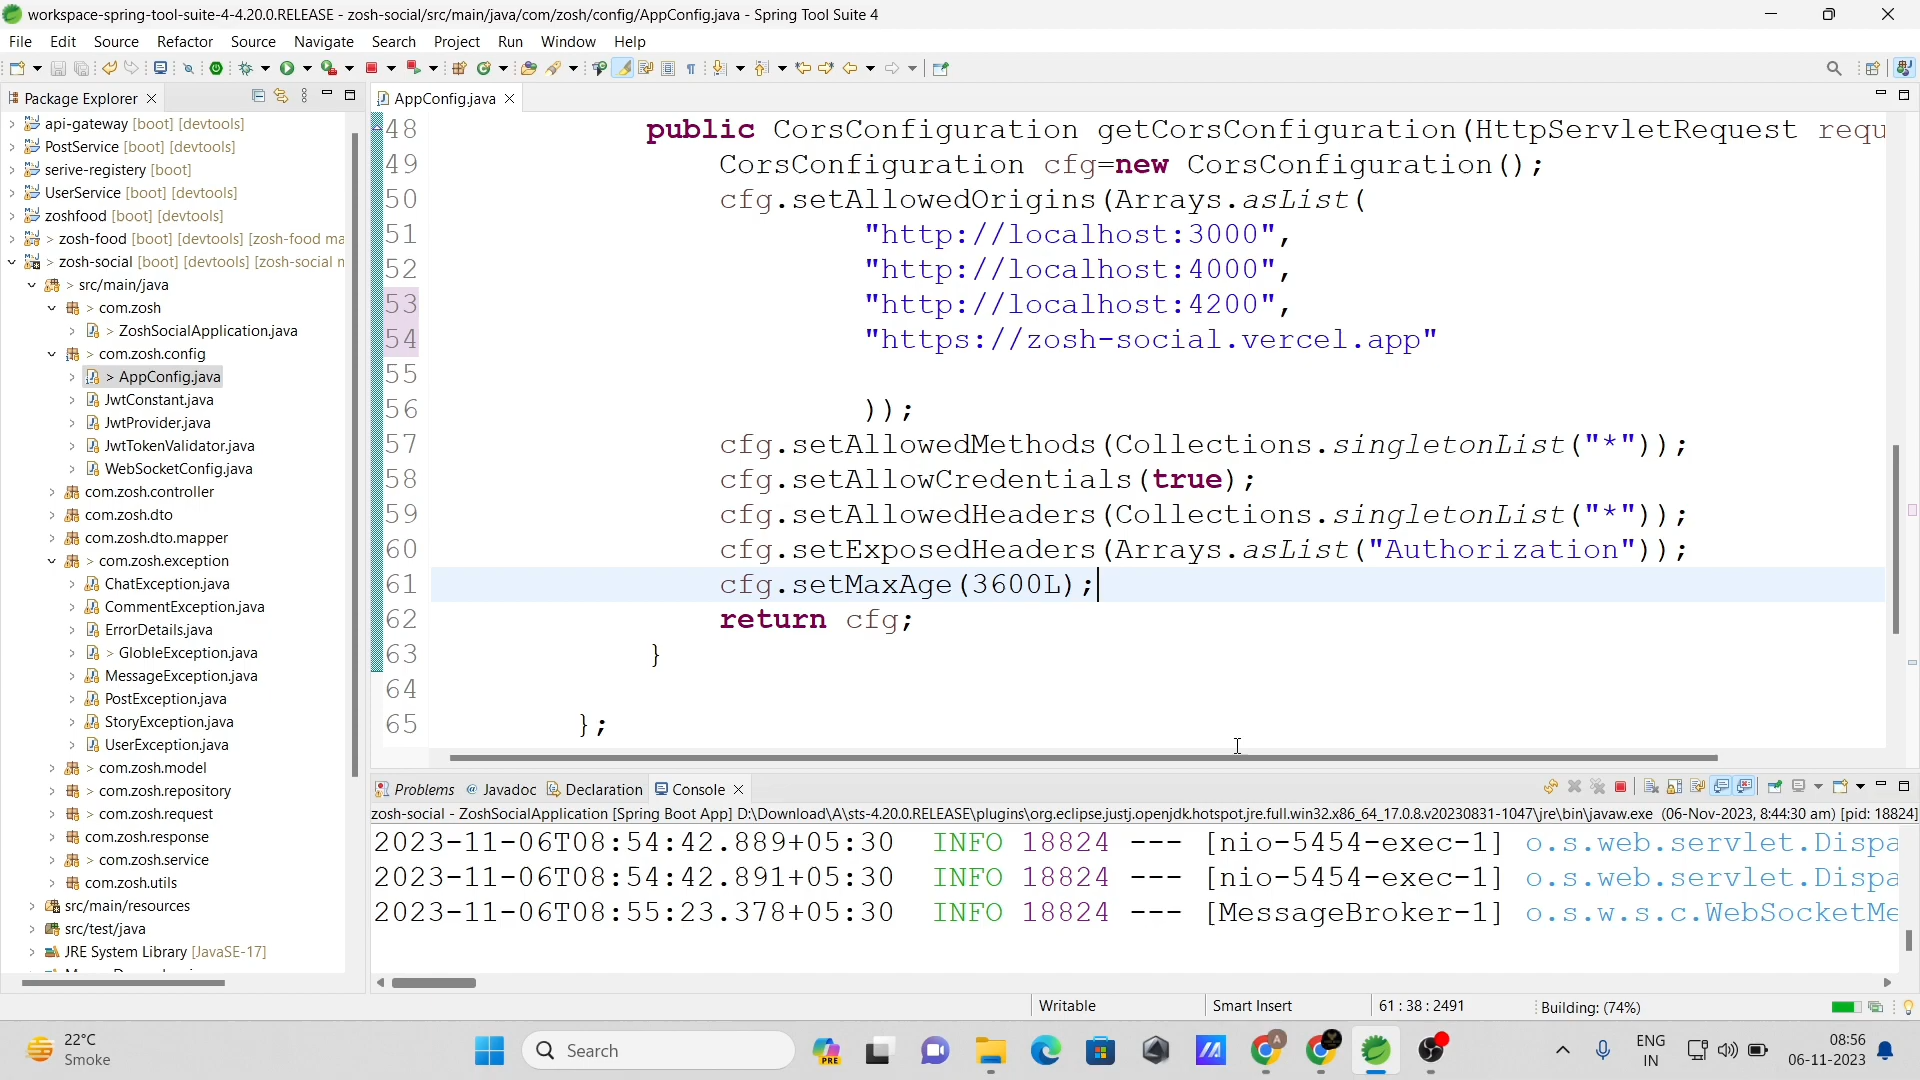 workspace-spring-tool-suite-4-4.20.0.RELEASE - zosh-social/src/main/java/com/zosh/config/AppConfig.java - Spring Tool Suite 4
File Edit Source Refactor Source Navigate Search Project Run Window Help
Package Explorer
api-gateway [boot] [devtools]
PostService [boot] [devtools]
serive-registery [boot]
UserService [boot] [devtools]
zoshfood [boot] [devtools]
> zosh-food [boot] [devtools] [zosh-food ma
> zosh-social [boot] [devtools] [zosh-social
> src/main/java
> com.zosh
> ZoshSocialApplication.java
> com.zosh.config
> AppConfig.java
JwtConstant.java
JwtProvider.java
JwtTokenValidator.java
WebSocketConfig.java
com.zosh.controller
com.zosh.dto
com.zosh.dto.mapper
> com.zosh.exception
ChatException.java
CommentException.java
ErrorDetails.java
> GlobleException.java
MessageException.java
PostException.java
StoryException.java
UserException.java
> com.zosh.model
> com.zosh.repository
> com.zosh.request
com.zosh.response
> com.zosh.service
com.zosh.utils
src/main/resources
src/test/java
JRE System Library [JavaSE-17]
AppConfig.java
48 public CorsConfiguration getCorsConfiguration(HttpServletRequest requ
49 CorsConfiguration cfg=new CorsConfiguration();
50 cfg.setAllowedOrigins(Arrays.asList(
51 "http://localhost:3000",
52 "http://localhost:4000",
53 "http://localhost:4200",
54 "https://zosh-social.vercel.app"
55
56 ));
57 cfg.setAllowedMethods(Collections.singletonList("*"));
58 cfg.setAllowCredentials(true);
59 cfg.setAllowedHeaders(Collections.singletonList("*"));
60 cfg.setExposedHeaders(Arrays.asList("Authorization"));
61 cfg.setMaxAge(3600L);
62 return cfg;
63 }
64
65 };
Problems @ Javadoc Declaration Console
zosh-social - ZoshSocialApplication [Spring Boot App] D:\Download\A\sts-4.20.0.RELEASE\plugins\org.eclipse.justj.openjdk.hotspot.jre.full.win32.x86_64_17.0.8.v20230831-1047\jre\bin\javaw.exe (06-Nov-2023, 8:44:30 am) [pid: 18824]
2023-11-06T08:54:42.889+05:30 INFO 18824 --- [nio-5454-exec-1] o.s.web.servlet.Dispa
2023-11-06T08:54:42.891+05:30 INFO 18824 --- [nio-5454-exec-1] o.s.web.servlet.Dispa
2023-11-06T08:55:23.378+05:30 INFO 18824 --- [MessageBroker-1] o.s.w.s.c.WebSocketMe
Writable Smart Insert 61 : 38 : 2491 Building: (74%)
22°C
Smoke
Search
PRE
ENG
IN
08:56
06-11-2023